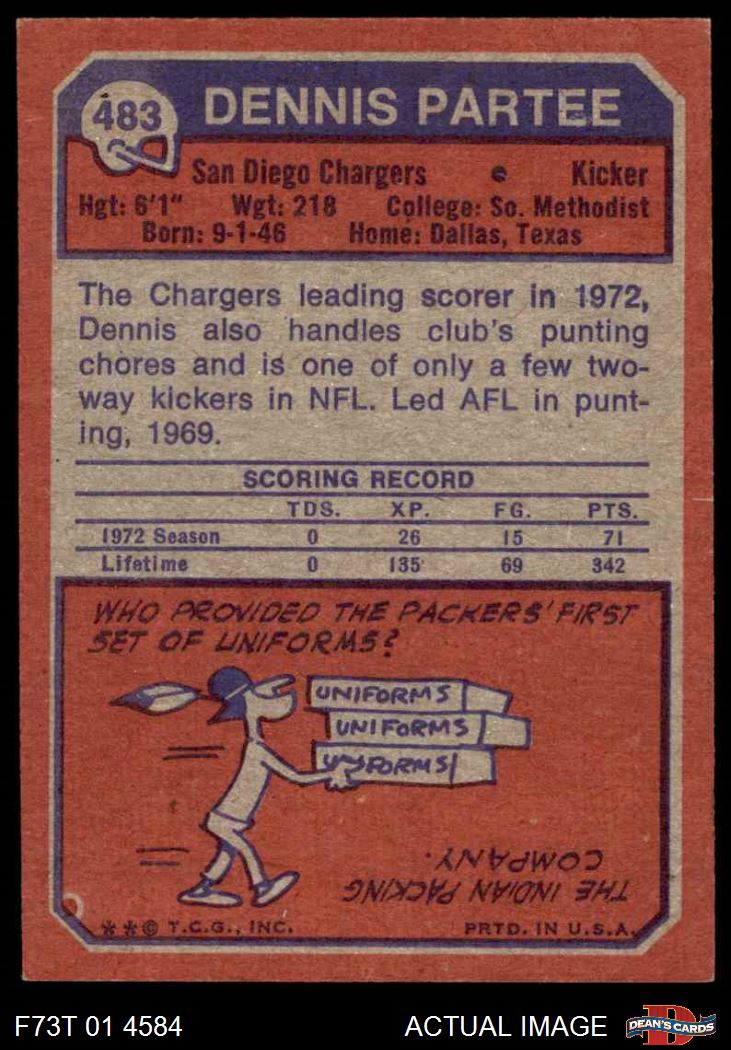 483 DENNIS PARTEE
San Diego Chargers • Kicker
Hgt: 6'1" Wgt: 218 College: So. Methodist
Born: 9-1-46 Home: Dallas, Texas
The Chargers leading scorer in 1972,
Dennis also handles club's punting
chores and is one of only a few two-
way kickers in NFL. Led AFL in punt-
ing, 1969.
SCORING RECORD
TDS. XP. FG. PTS.
1972 Season 0 26 15 71
Lifetime 0 135 69 342
WHO PROVIDED THE PACKERS' FIRST
SET OF UNIFORMS?
UNIFORMS
UNIFORMS
UNIFORMS
THE INDIAN PACKING
COMPANY.
**© T.C.G., INC. PRTD. IN U.S.A.
F73T 01 4584 ACTUAL IMAGE DEAN'S CARDS